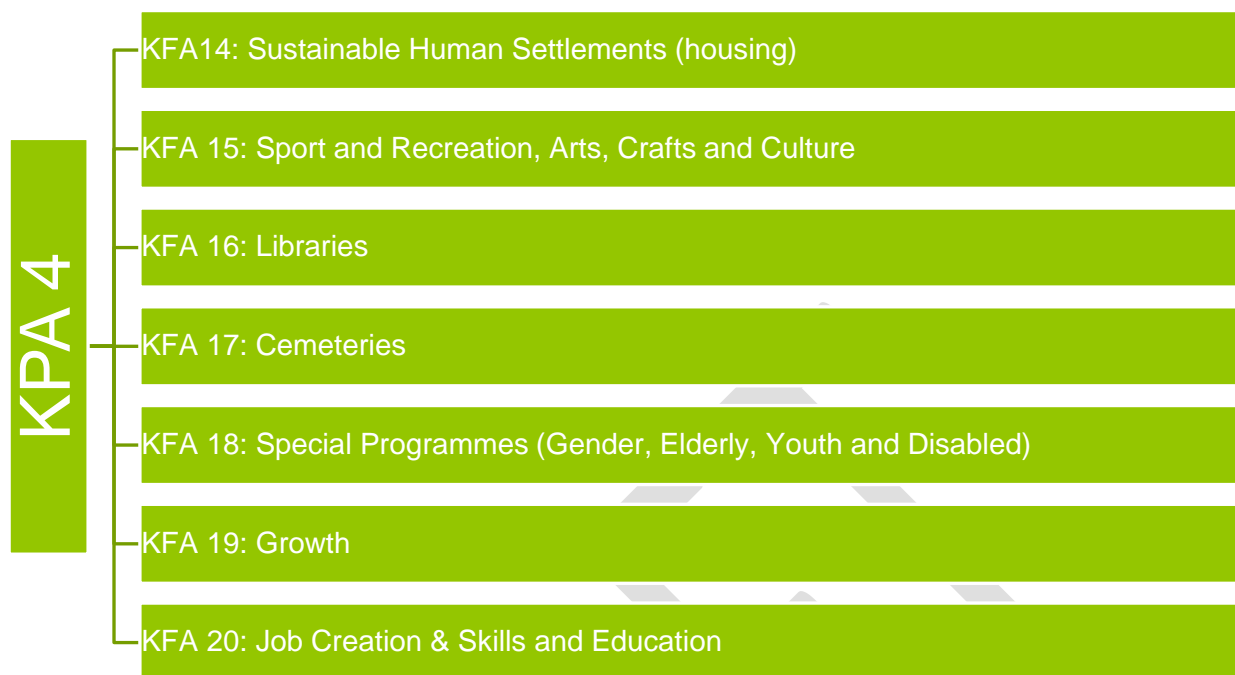 KPA 4
KFA14: Sustainable Human Settlements (housing)
KFA 15: Sport and Recreation, Arts, Crafts and Culture
KFA 16: Libraries
KFA 17: Cemeteries
KFA 18: Special Programmes (Gender, Elderly, Youth and Disabled)
KFA 19: Growth
KFA 20: Job Creation & Skills and Education